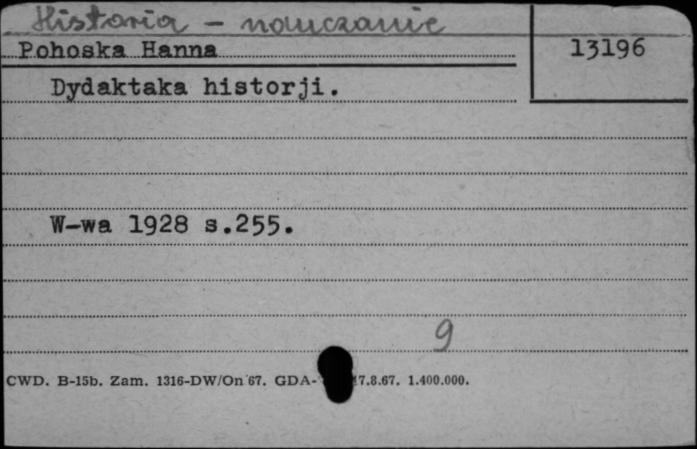 Historia - nauczanie
Pohoska Hanna
13196
Dydaktaka historji.
W-wa 1928 s.255.
9
CWD. B-15b. Zam. 1316-DW/On 67. GDA- 17.8.67. 1.400.000.